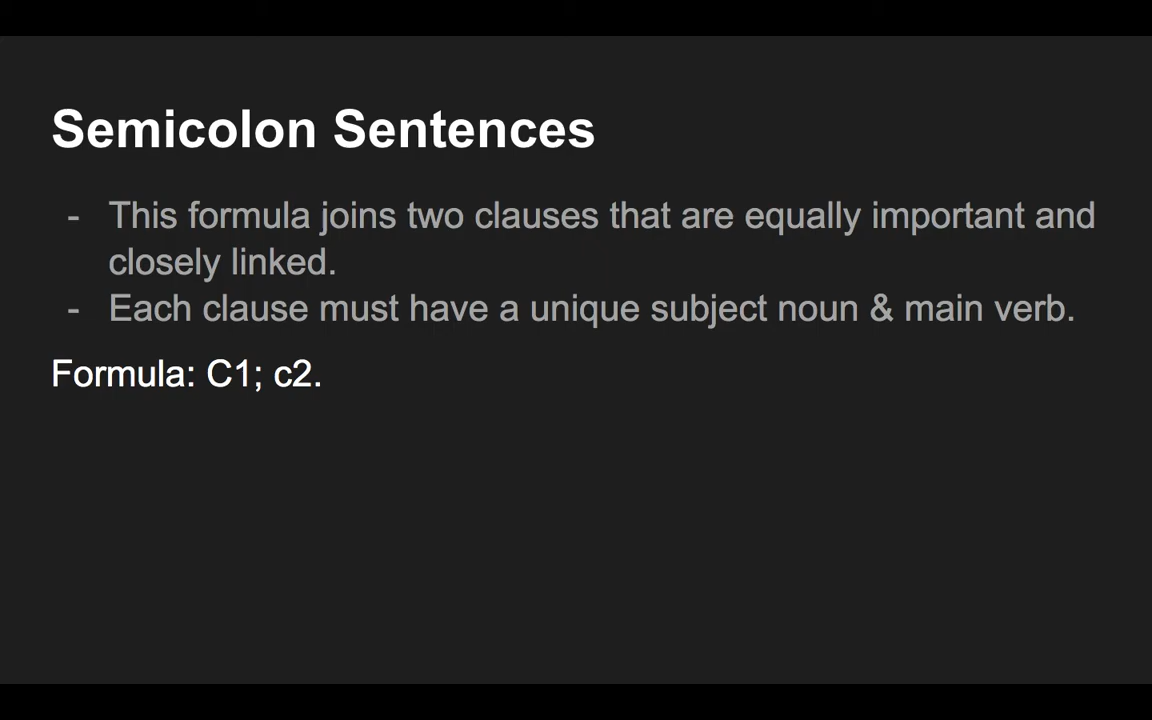 Semicolon Sentences
- This formula joins two clauses that are equally important and
closely linked.
- Each clause must have a unique subject noun & main verb.
Formula: C1; c2.